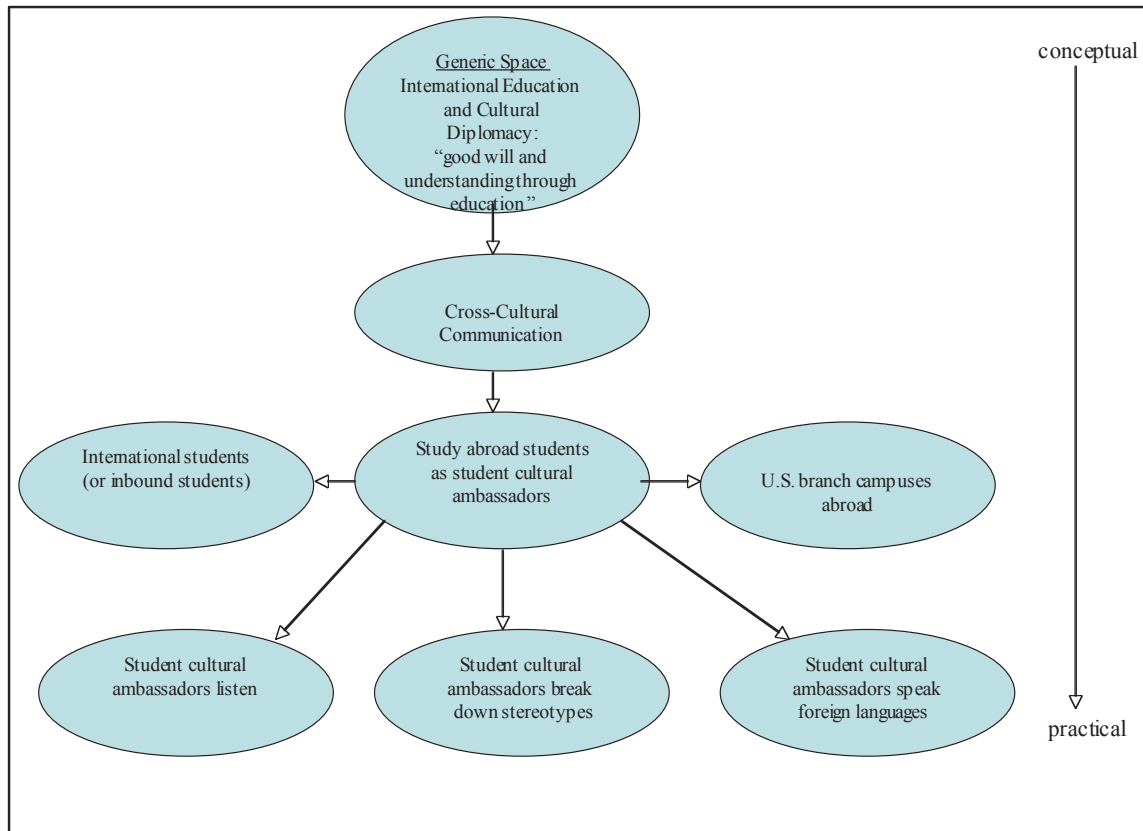 Generic Space
International Education
and Cultural
Diplomacy:
“good will and
understanding through
education”
conceptual
Cross-Cultural
Communication
International students
(or inbound students)
Study abroad students
as student cultural
ambassadors
U.S. branch campuses
abroad
Student cultural
ambassadors listen
Student cultural
ambassadors break
down stereotypes
Student cultural
ambassadors speak
foreign languages
practical